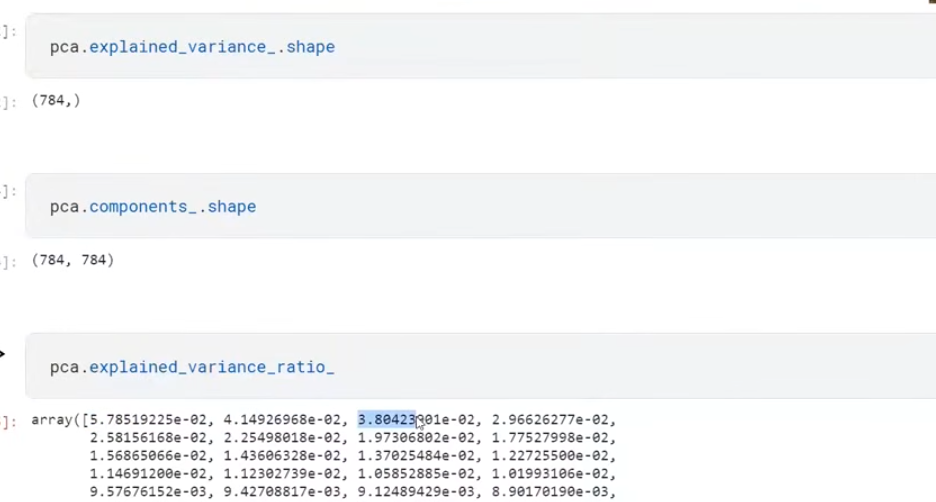 ]:
pca.explained_variance_.shape
]: (784,)
]:
pca.components_.shape
]: (784, 784)
pca.explained_variance_ratio_
]: array([5.78519225e-02, 4.14926968e-02, 3.80423901e-02, 2.96626277e-02,
2.58156168e-02, 2.25498018e-02, 1.97306802e-02, 1.77527998e-02,
1.56865066e-02, 1.43606328e-02, 1.37025484e-02, 1.22725500e-02,
1.14691200e-02, 1.12302739e-02, 1.05852885e-02, 1.01993106e-02,
9.57676152e-03, 9.42708817e-03, 9.12489429e-03, 8.90170190e-03,